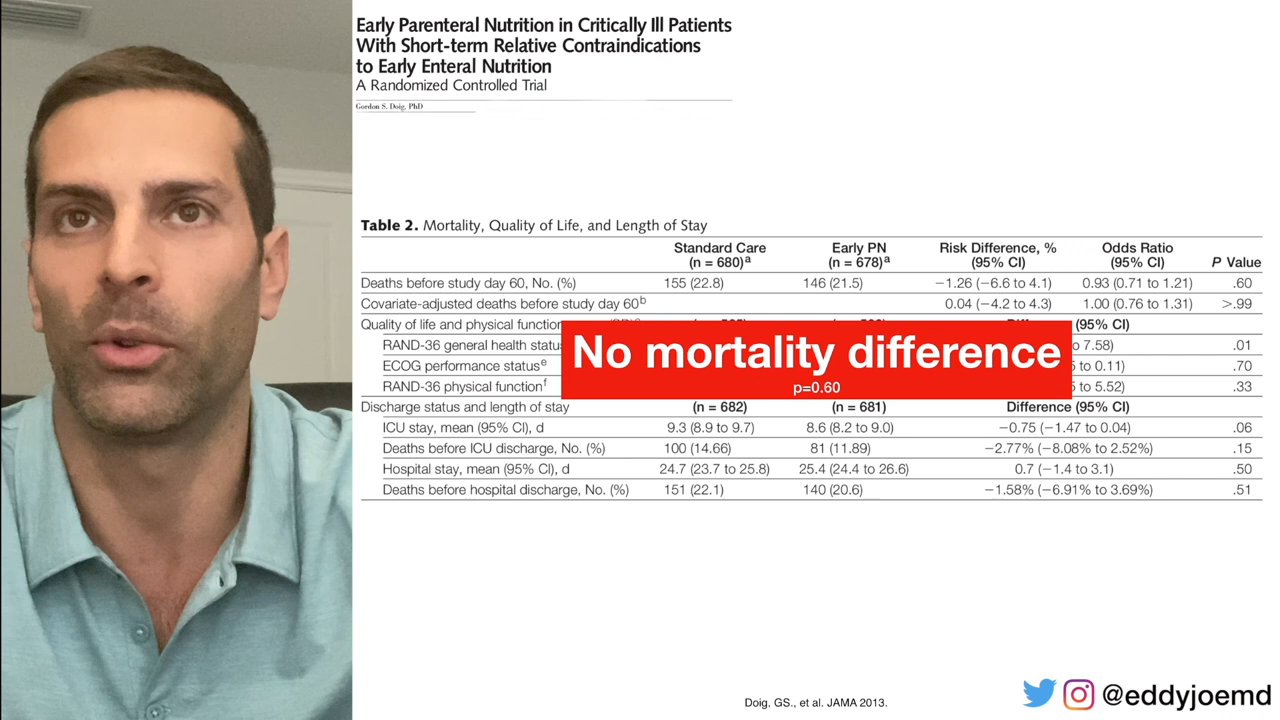 Early Parenteral Nutrition in Critically Ill Patients
With Short-term Relative Contraindications
to Early Enteral Nutrition
A Randomized Controlled Trial
Gordon S. Doig, PhD
Table 2. Mortality, Quality of Life, and Length of Stay
Standard Care (n = 680)a Early PN (n = 678)a Risk Difference, % (95% CI) Odds Ratio (95% CI) P Value
Deaths before study day 60, No. (%) 155 (22.8) 146 (21.5) −1.26 (−6.6 to 4.1) 0.93 (0.71 to 1.21) .60
Covariate-adjusted deaths before study day 60b 0.04 (−4.2 to 4.3) 1.00 (0.76 to 1.31) >.99
Quality of life and physical function (95% CI)
RAND-36 general health status to 7.58) .01
ECOG performance statuse to 0.11) .70
RAND-36 physical functionf to 5.52) .33
No mortality difference
p=0.60
Discharge status and length of stay (n = 682) (n = 681) Difference (95% CI)
ICU stay, mean (95% CI), d 9.3 (8.9 to 9.7) 8.6 (8.2 to 9.0) −0.75 (−1.47 to 0.04) .06
Deaths before ICU discharge, No. (%) 100 (14.66) 81 (11.89) −2.77% (−8.08% to 2.52%) .15
Hospital stay, mean (95% CI), d 24.7 (23.7 to 25.8) 25.4 (24.4 to 26.6) 0.7 (−1.4 to 3.1) .50
Deaths before hospital discharge, No. (%) 151 (22.1) 140 (20.6) −1.58% (−6.91% to 3.69%) .51
Doig, GS., et al. JAMA 2013.
@eddyjoemd